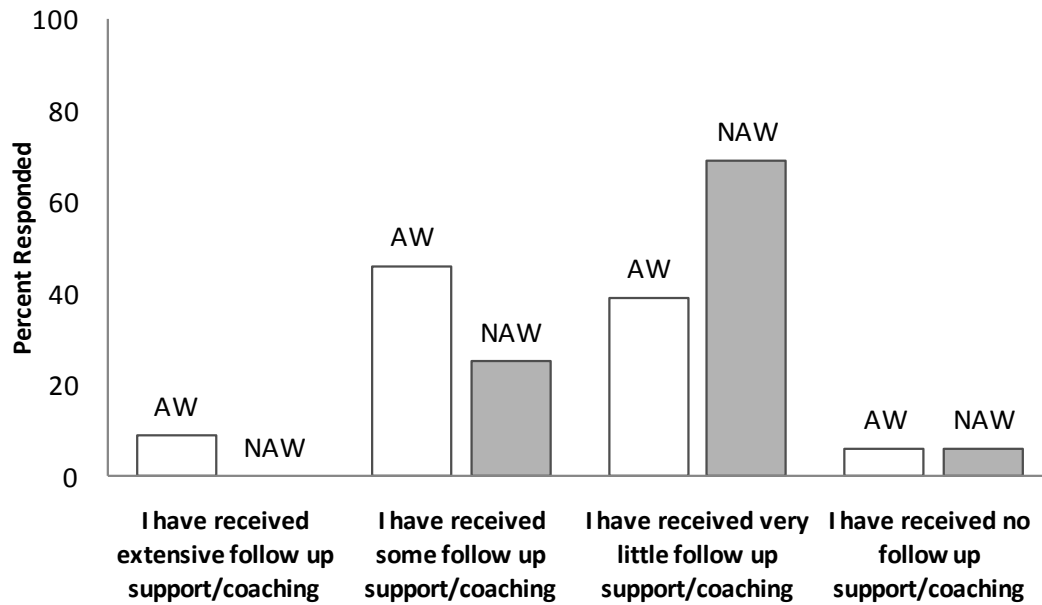 100
80
60
40
20
0
Percent Responded
AW
NAW
AW
NAW
AW
NAW
AW
NAW
I have received
extensive follow up
support/coaching
I have received
some follow up
support/coaching
I have received very
little follow up
support/coaching
I have received no
follow up
support/coaching